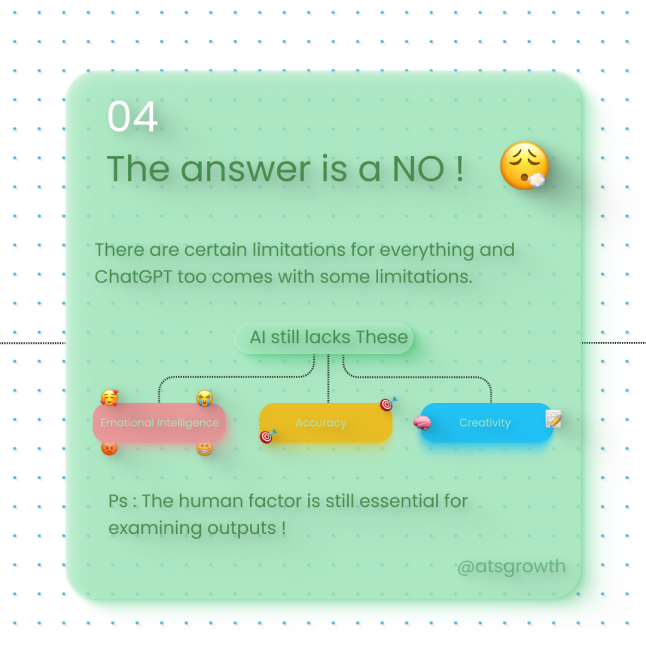 04
The answer is a NO !
There are certain limitations for everything and
ChatGPT too comes with some limitations.
AI still lacks These
Emotional Intelligence
Accuracy
Creativity
Ps : The human factor is still essential for
examining outputs !
@atsgrowth